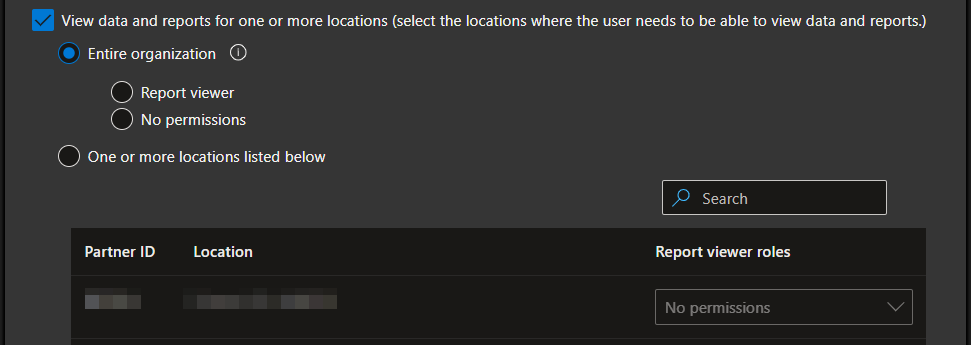 View data and reports for one or more locations (select the locations where the user needs to be able to view data and reports.)
Entire organization
Report viewer
No permissions
One or more locations listed below
Search
Partner ID Location Report viewer roles
No permissions